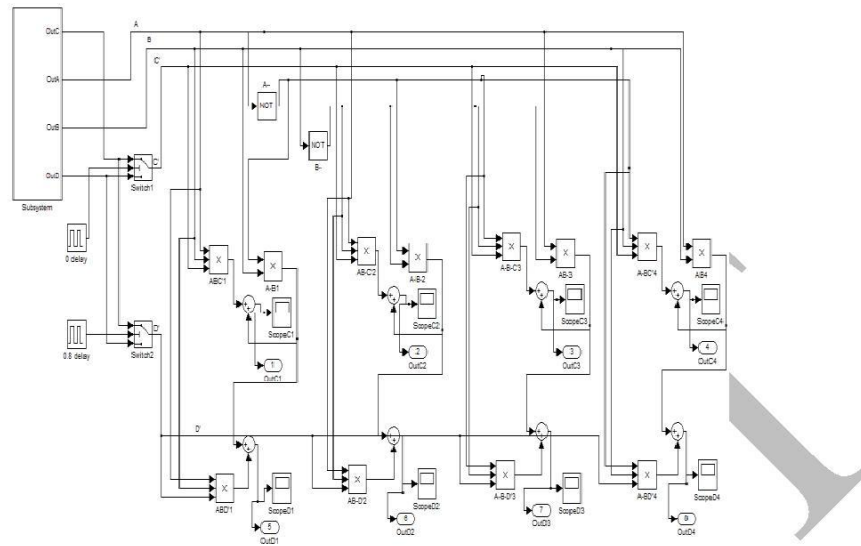 OutC
A
B
OutA
C'
A--
NOT
OutB
NOT
B-
C'
OutD
Switch1
Subsystem
0 delay
ABC'1
A-B1
AB-C'2
A-B-2
A-B-C'3
AB-3
A-BC'4
AB4
ScopeC1
ScopeC2
ScopeC3
ScopeC4
1
2
3
4
OutC1
OutC2
OutC3
OutC4
D'
0.8 delay
Switch2
D'
ABD'1
AB-D'2
A-B-D'3
A-BD'4
ScopeD1
ScopeD2
ScopeD3
ScopeD4
5
6
7
8
OutD1
OutD2
OutD3
OutD4